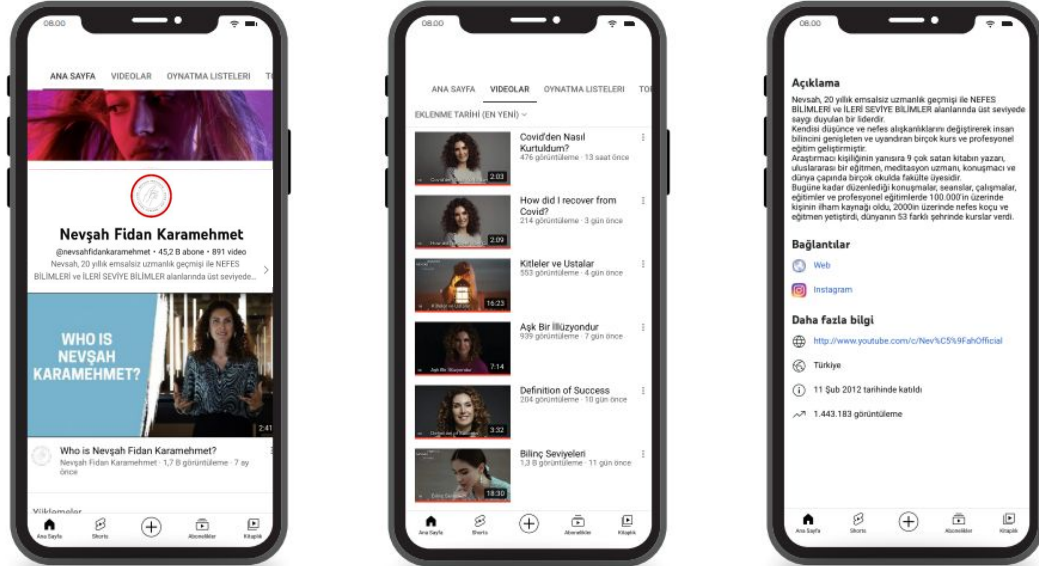 08.00
ANA SAYFA VIDEOLAR OYNATMA LISTELERI
Nevşah Fidan Karamehmet
@nevsahfidankaramehmet • 45,2 B abone • 891 video
Nevsah, 20 yıllık emsalsiz uzmanlık geçmişi ile NEFES
BİLİMLERİ ve İLERİ SEVİYE BİLİMLER alanlarında üst seviyede...
WHO IS
NEVŞAH
KARAMEHMET?
2:41
Who is Nevşah Fidan Karamehmet?
Nevşah Fidan Karamehmet · 1,7 B görüntüleme · 7 ay
önce
Yüklemeler
Ana Sayfa Shorts Abonelikler Kitaplık
08.00
ANA SAYFA VIDEOLAR OYNATMA LISTELERI
EKLENME TARİHİ (EN YENİ)
Covid'den Nasıl
Kurtuldum?
476 görüntüleme · 13 saat önce
2:03
How did I recover from
Covid?
214 görüntüleme · 3 gün önce
2:09
Kitleler ve Ustalar
553 görüntüleme · 4 gün önce
16:23
Aşk Bir İllüzyondur
939 görüntüleme · 7 gün önce
7:14
Definition of Success
204 görüntüleme · 10 gün önce
3:32
Bilinç Seviyeleri
1,3 B görüntüleme · 11 gün önce
18:30
Ana Sayfa Shorts Abonelikler Kitaplık
08.00
Açıklama
Nevsah, 20 yıllık emsalsiz uzmanlık geçmişi ile NEFES
BİLİMLERİ ve İLERİ SEVİYE BİLİMLER alanlarında üst seviyede
saygı duyulan bir liderdir.
Kendisi düşünce ve nefes alışkanlıklarını değiştirerek insan
bilincini genişleten ve uyandıran birçok kurs ve profesyonel
eğitim geliştirmiştir.
Araştırmacı kişiliğinin yanısıra 9 çok satan kitabın yazarı,
uluslararası bir eğitmen, meditasyon uzmanı, konuşmacı ve
dünya çapında birçok okulda fakülte üyesidir.
Bugüne kadar düzenlediği konuşmalar, seanslar, çalışmalar,
eğitimler ve profesyonel eğitimlerde 100.000'in üzerinde
kişinin ilham kaynağı oldu, 2000in üzerinde nefes koçu ve
eğitmen yetiştirdi, dünyanın 53 farklı şehrinde kurslar verdi.
Bağlantılar
Web
Instagram
Daha fazla bilgi
http://www.youtube.com/c/Nev%C5%9FahOfficial
Türkiye
11 Şub 2012 tarihinde katıldı
1.443.183 görüntüleme
Ana Sayfa Shorts Abonelikler Kitaplık